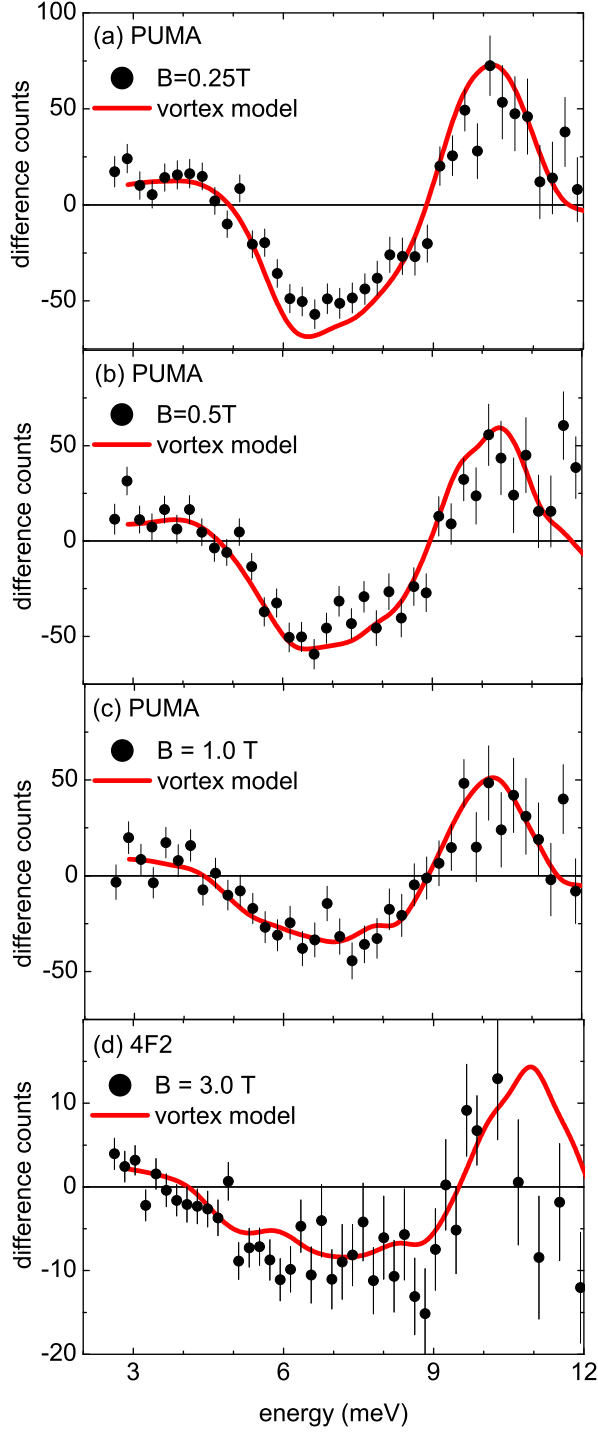 (a) PUMA
B=0.25T
vortex model
difference counts
100
50
0
-50
(b) PUMA
B=0.5T
vortex model
difference counts
50
0
-50
(c) PUMA
B = 1.0 T
vortex model
difference counts
50
0
-50
(d) 4F2
B = 3.0 T
vortex model
difference counts
10
0
-10
-20
3 6 9 12
energy (meV)